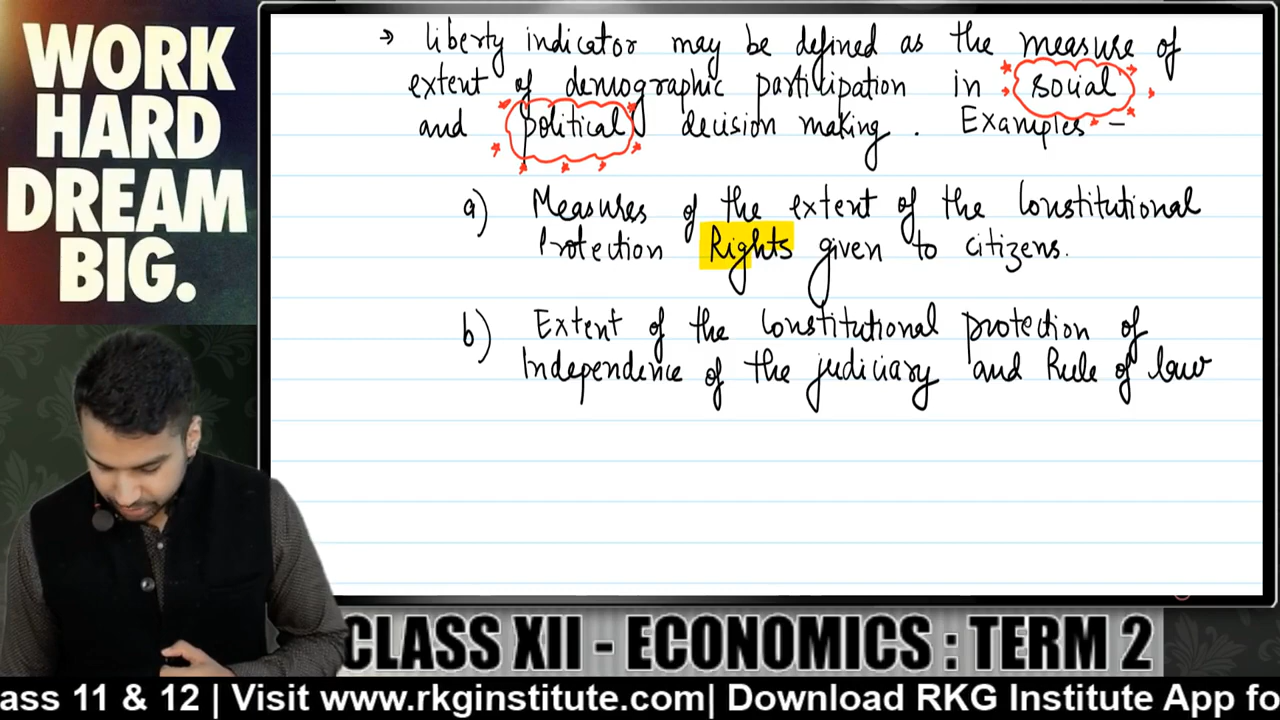 WORK
HARD
DREAM
BIG.
→ liberty indicator may be defined as the measure of
extent of demographic participation in social
and political decision making. Examples –
a) Measures of the extent of the Constitutional
Protection Rights given to citizens.
b) Extent of the Constitutional protection of
Independence of the judiciary and Rule of law
CLASS XII - ECONOMICS : TERM 2
ass 11 & 12 | Visit www.rkginstitute.com| Download RKG Institute App fo